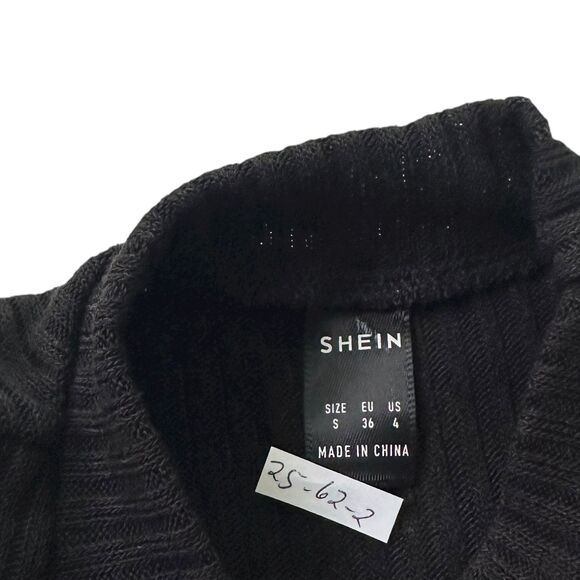 SHEIN
SIZE EU US
S 36 4
MADE IN CHINA
25-62-2